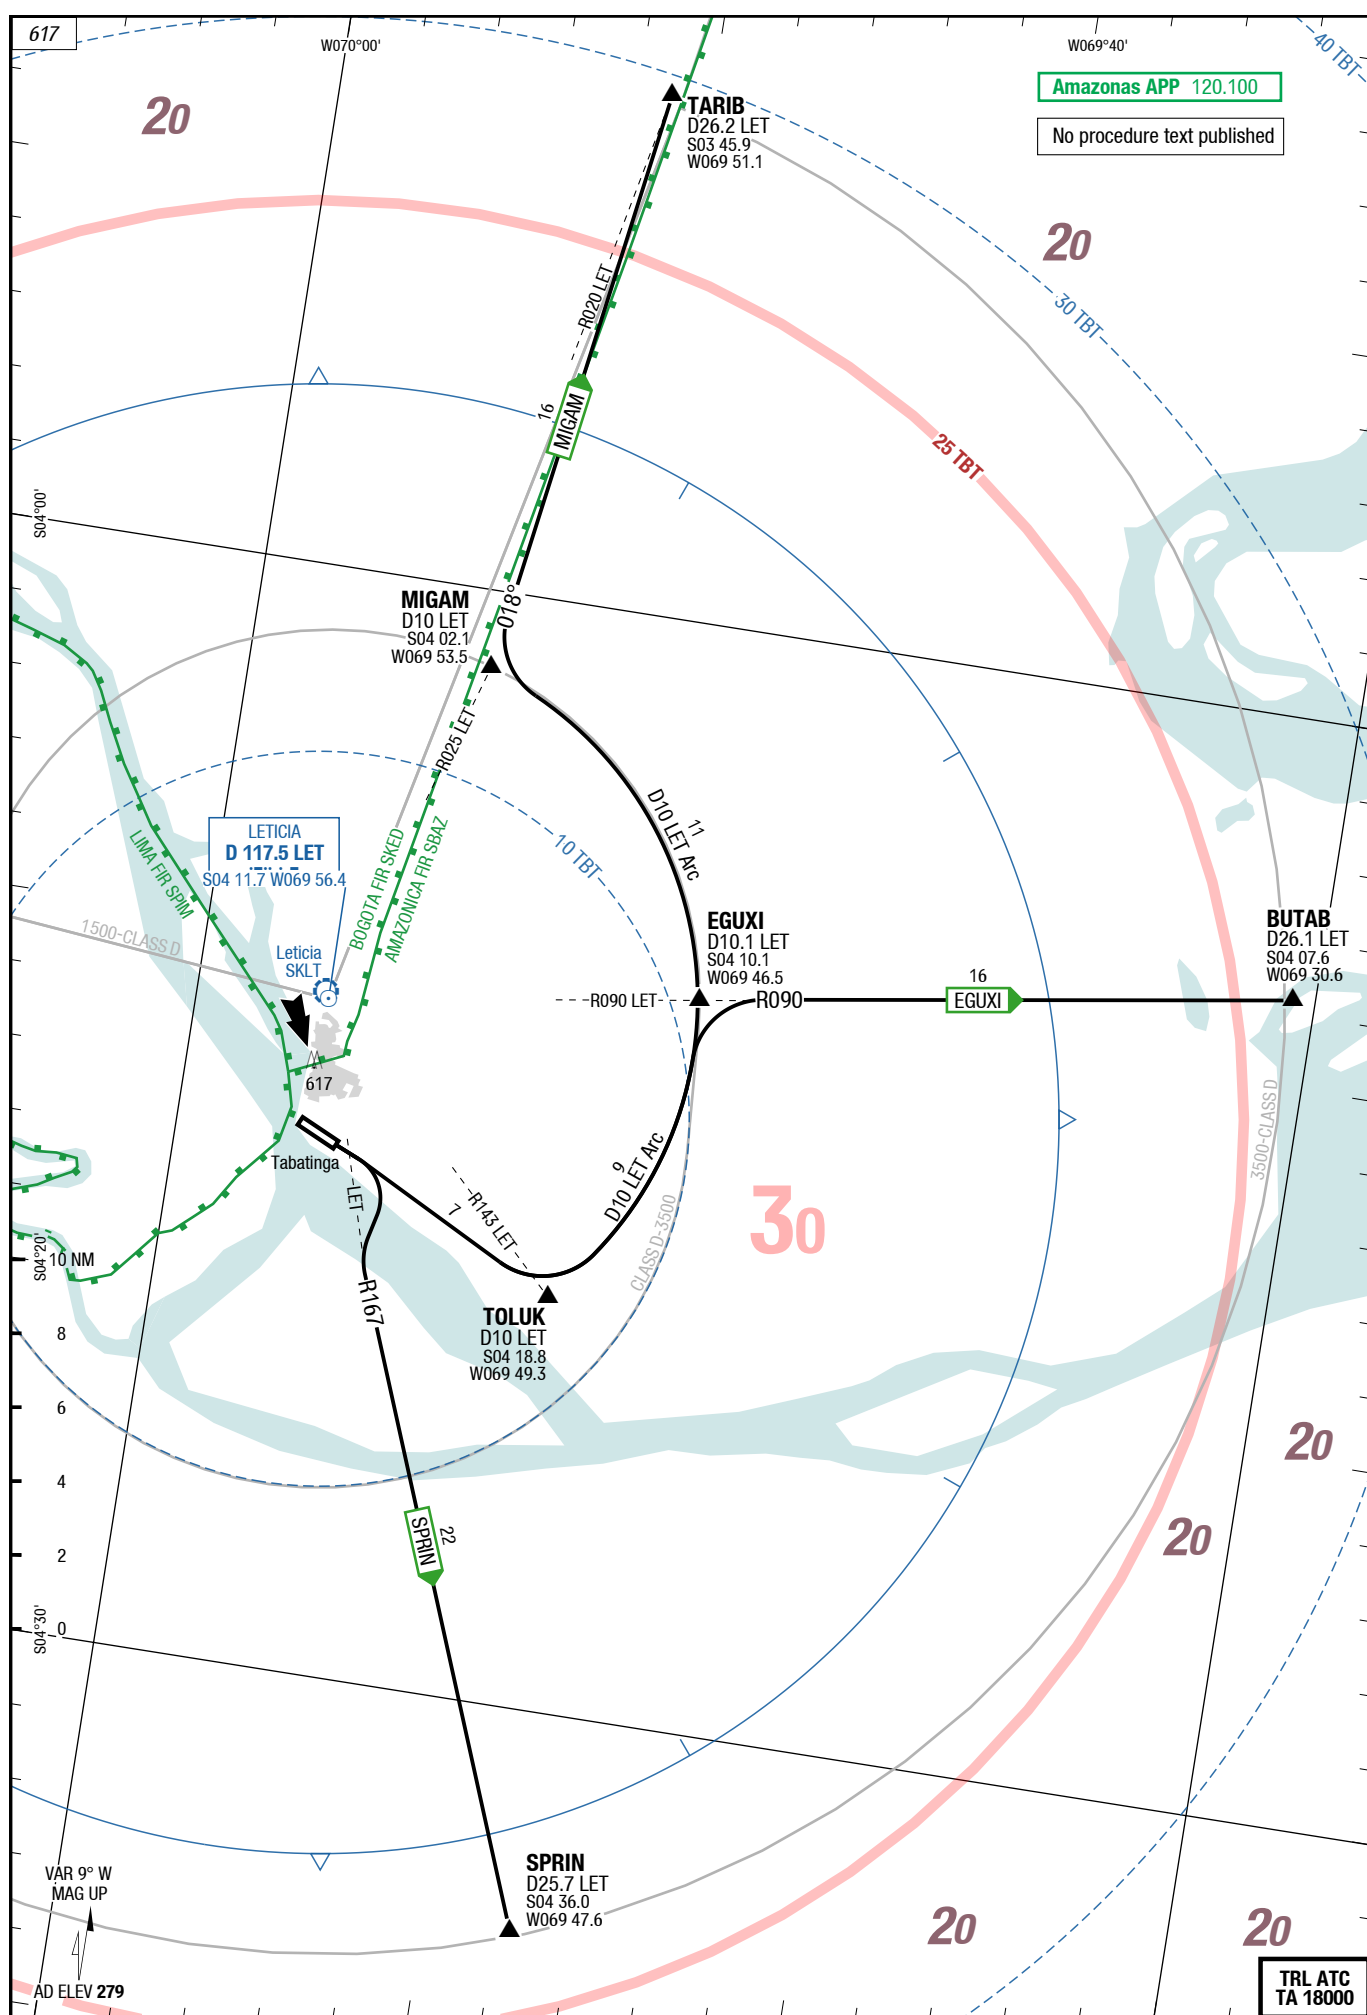 617
W070°00'
W069°40'
40 TBT
Amazonas APP 120.100
No procedure text published
20
TARIB
D26.2 LET
S03 45.9
W069 51.1
20
30 TBT
R020 LET
16
MIGAM
25 TBT
S04°00'
018°
MIGAM
D10 LET
S04 02.1
W069 53.5
R025 LET
D10 LET Arc
11
10 TBT
LIMA FIR SPIM
LETICIA
D 117.5 LET
S04 11.7 W069 56.4
BOGOTA FIR SKED
AMAZONICA FIR SBAZ
1500-CLASS D
Leticia
SKLT
EGUXI
D10.1 LET
S04 10.1
W069 46.5
BUTAB
D26.1 LET
S04 07.6
W069 30.6
R090 LET
R090
16
EGUXI
617
Tabatinga
LET
R143 LET
7
9
D10 LET Arc
CLASS D-3500
3500-CLASS D
30
S04°20'
10 NM
R167
TOLUK
D10 LET
S04 18.8
W069 49.3
8
6
4
2
0
S04°30'
22
SPRIN
20
20
SPRIN
D25.7 LET
S04 36.0
W069 47.6
VAR 9° W
MAG UP
AD ELEV 279
20
20
TRL ATC
TA 18000